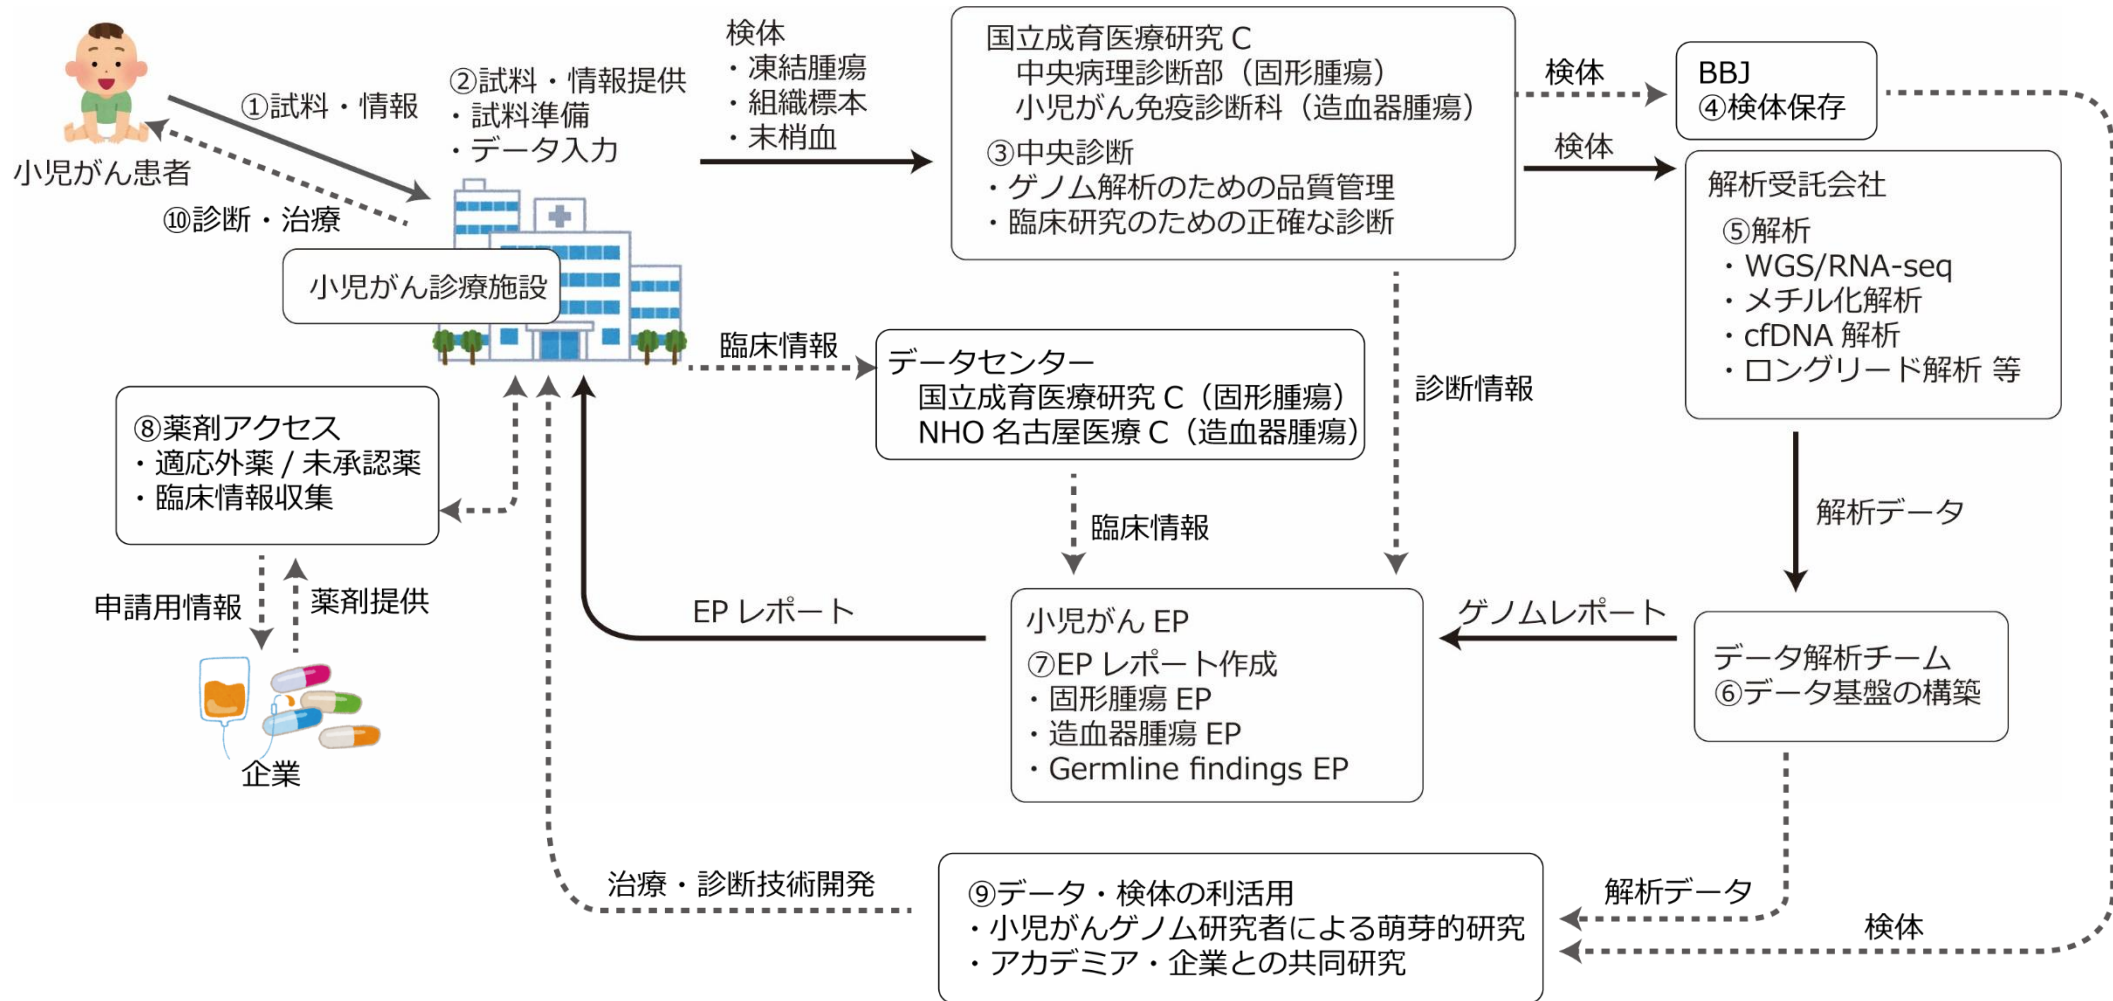 小児がん患者
①試料・情報
⑩診断・治療
②試料・情報提供
・試料準備
・データ入力
小児がん診療施設
検体
・凍結腫瘍
・組織標本
・末梢血
国立成育医療研究 C
中央病理診断部（固形腫瘍）
小児がん免疫診断科（造血器腫瘍）
③中央診断
・ゲノム解析のための品質管理
・臨床研究のための正確な診断
検体
BBJ
④検体保存
検体
解析受託会社
⑤解析
・WGS/RNA-seq
・メチル化解析
・cfDNA 解析
・ロングリード解析 等
臨床情報
データセンター
国立成育医療研究 C（固形腫瘍）
NHO 名古屋医療 C（造血器腫瘍）
診断情報
臨床情報
解析データ
⑧薬剤アクセス
・適応外薬 / 未承認薬
・臨床情報収集
申請用情報
薬剤提供
企業
EP レポート
小児がん EP
⑦EP レポート作成
・固形腫瘍 EP
・造血器腫瘍 EP
・Germline findings EP
ゲノムレポート
データ解析チーム
⑥データ基盤の構築
治療・診断技術開発
⑨データ・検体の利活用
・小児がんゲノム研究者による萌芽的研究
・アカデミア・企業との共同研究
解析データ
検体